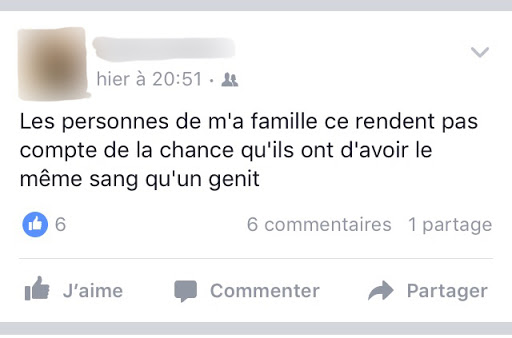 hier à 20:51 ·
Les personnes de m'a famille ce rendent pas
compte de la chance qu'ils ont d'avoir le
même sang qu'un genit
6 6 commentaires 1 partage
J'aime Commenter Partager